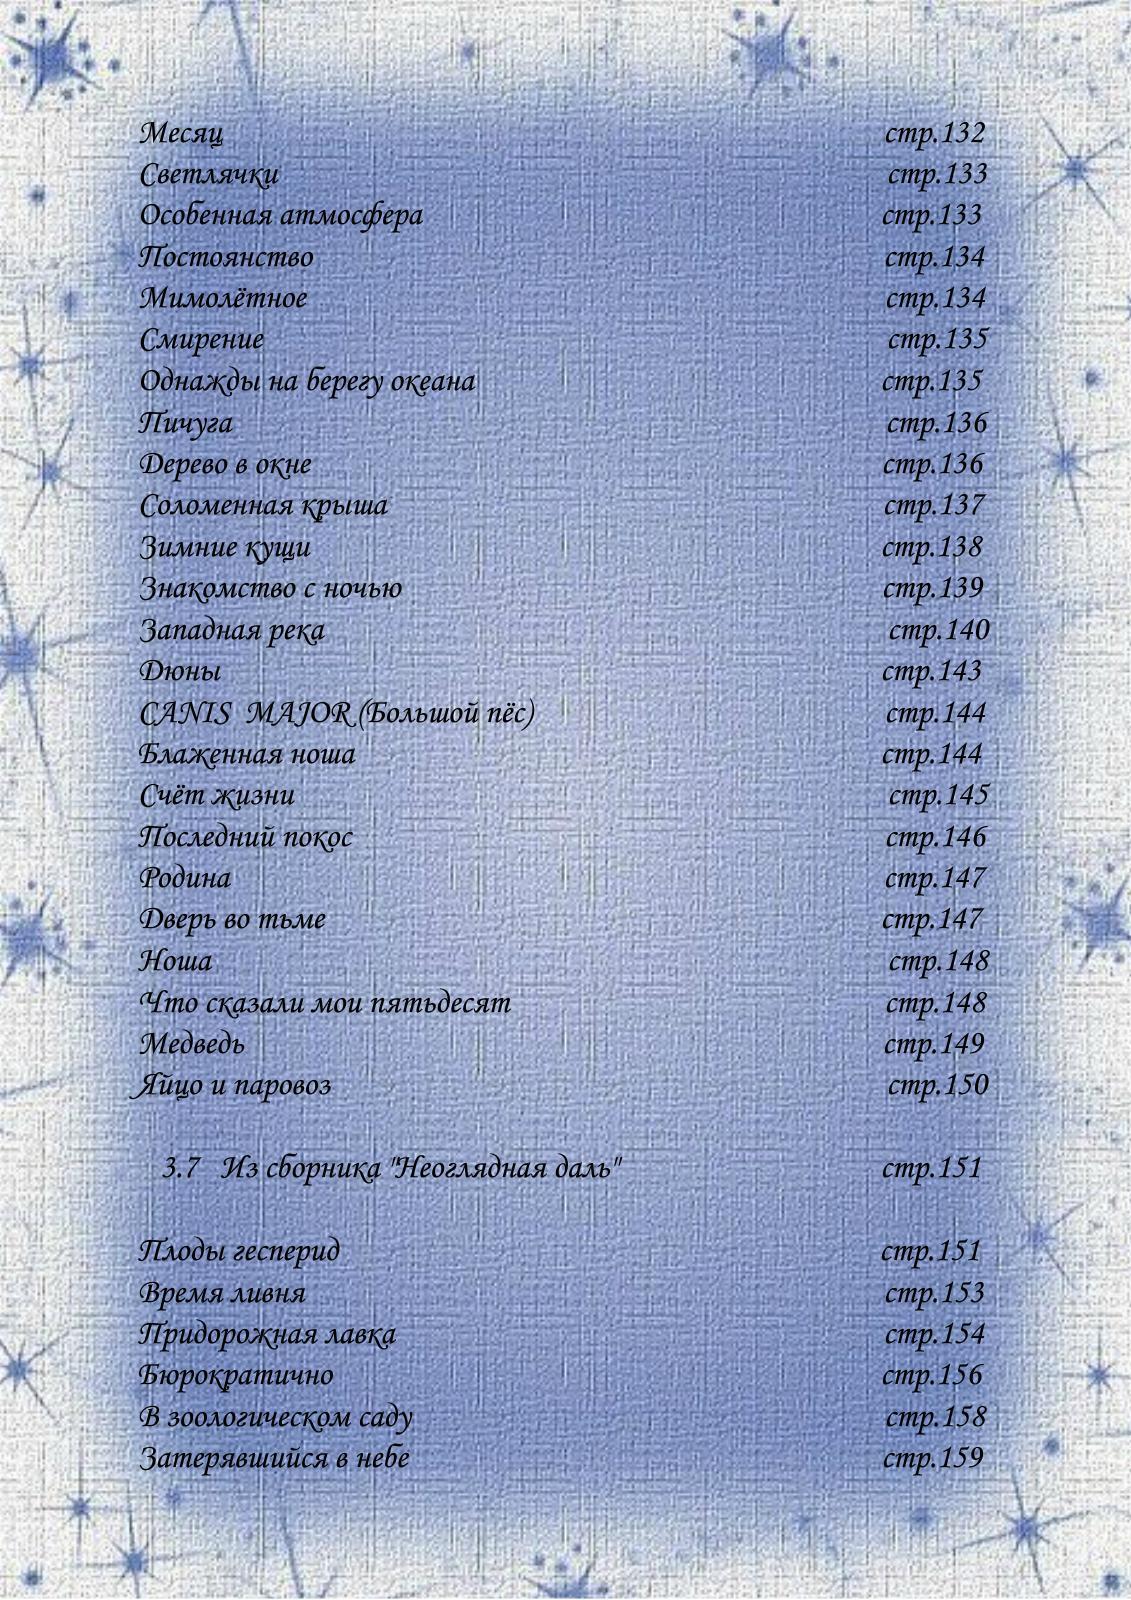 Месяц стр.132
Светлячки стр.133
Особенная атмосфера стр.133
Постоянство стр.134
Мимолётное стр.134
Смирение стр.135
Однажды на берегу океана стр.135
Пичуга стр.136
Дерево в окне стр.136
Соломенная крыша стр.137
Зимние кущи стр.138
Знакомство с ночью стр.139
Западная река стр.140
Дюны стр.143
CANIS MAJOR (Большой пёс) стр.144
Блаженная ноша стр.144
Счёт жизни стр.145
Последний покос стр.146
Родина стр.147
Дверь во тьме стр.147
Ноша стр.148
Что сказали мои пятьдесят стр.148
Медведь стр.149
Яйцо и паровоз стр.150
3.7 Из сборника "Неоглядная даль" стр.151
Плоды гесперид стр.151
Время ливня стр.153
Придорожная лавка стр.154
Бюрократично стр.156
В зоологическом саду стр.158
Затерявшийся в небе стр.159